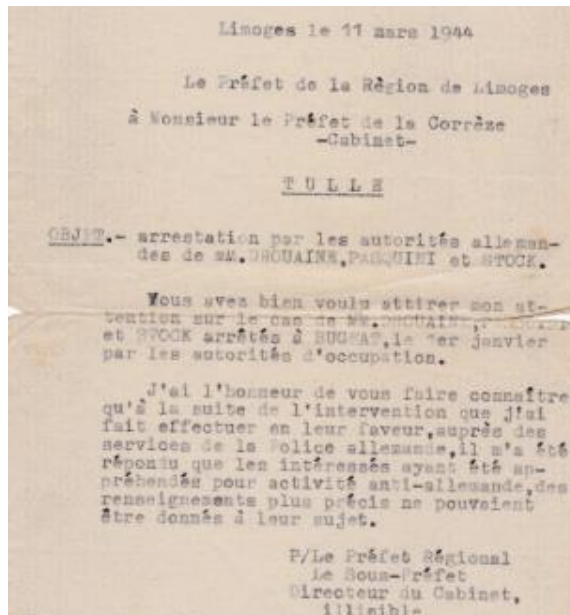 Limoges le 11 mars 1944
Le Préfet de la Région de Limoges
à Monsieur le Préfet de la Corrèze
-Cabinet-
T U L L E
OBJET.- arrestation par les autorités alleman-
des de MM.DROUAINE,PASQUINI et STOCK.
Vous avez bien voulu attirer mon at-
tention sur le cas de MM.DROUAINE,
et STOCK arrêtés à BUGEAT,le 1er janvier
par les autorités d'occupation.
J'ai l'honneur de vous faire connaître
qu'à la suite de l'intervention que j'ai
fait effectuer en leur faveur,auprès des
services de la Police allemande,il m'a été
répondu que les intéressés ayant été ap-
préhendés pour activité anti-allemande,des
renseignements plus précis ne pouvaient
être donnés à leur sujet.
P/Le Préfet Régional
Le Sous-Préfet
Directeur du Cabinet,
illisible